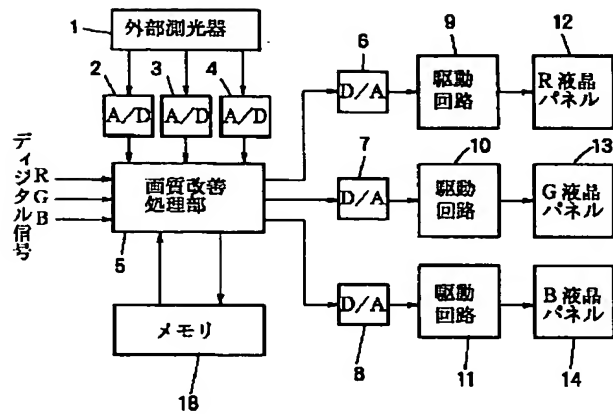 1
外部測光器
2
3
4
A/D
A/D
A/D
ディジタル信号
R
G
B
画質改善
処理部
5
メモリ
18
6
D/A
7
D/A
D/A
8
9
駆動
回路
10
駆動
回路
駆動
回路
11
12
R液晶
パネル
13
G液晶
パネル
B液晶
パネル
14